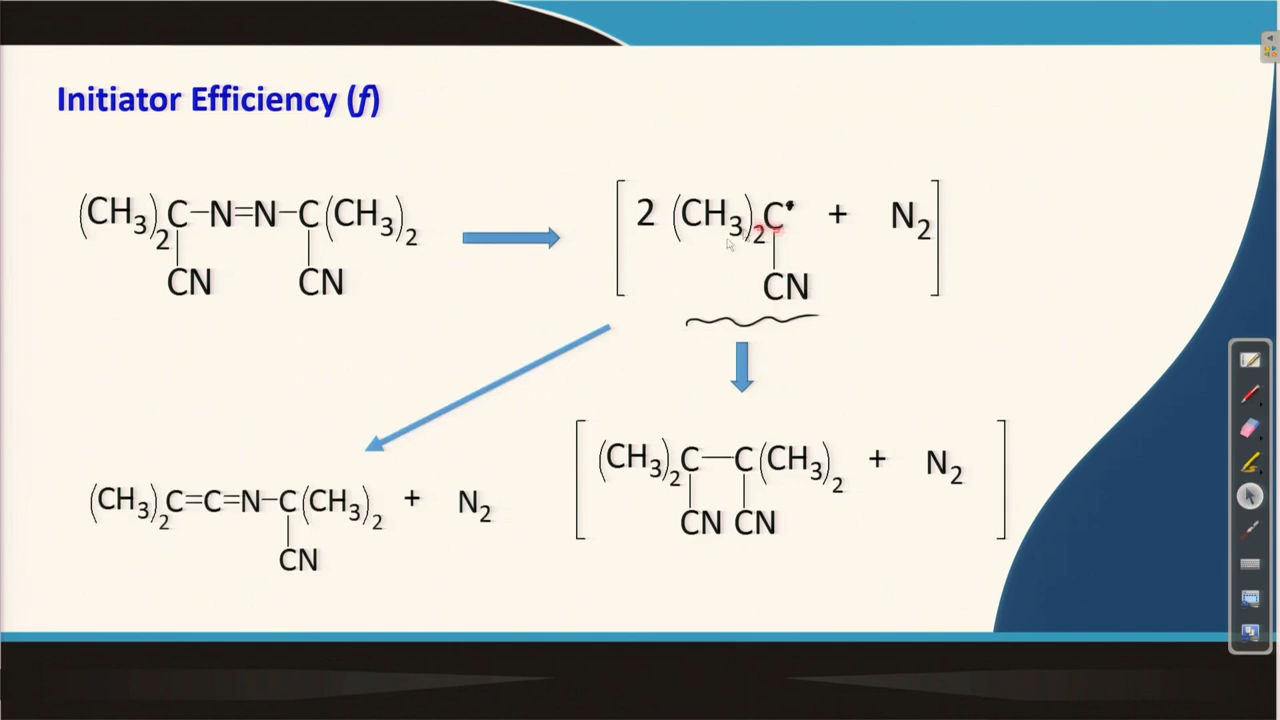 Initiator Efficiency (f)
(CH₃)₂C–N=N–C(CH₃)₂
CN CN
[2 (CH₃)₂C• + N₂]
CN
(CH₃)₂C=C=N–C(CH₃)₂ + N₂
CN
[(CH₃)₂C—C(CH₃)₂ + N₂]
CN CN